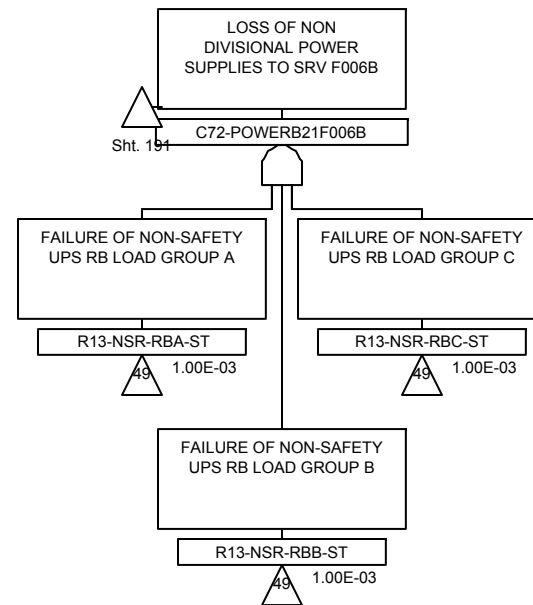 LOSS OF NON
DIVISIONAL POWER
SUPPLIES TO SRV F006B
C72-POWERB21F006B
Sht. 191
FAILURE OF NON-SAFETY
UPS RB LOAD GROUP A
R13-NSR-RBA-ST
49
1.00E-03
FAILURE OF NON-SAFETY
UPS RB LOAD GROUP C
R13-NSR-RBC-ST
49
1.00E-03
FAILURE OF NON-SAFETY
UPS RB LOAD GROUP B
R13-NSR-RBB-ST
49
1.00E-03